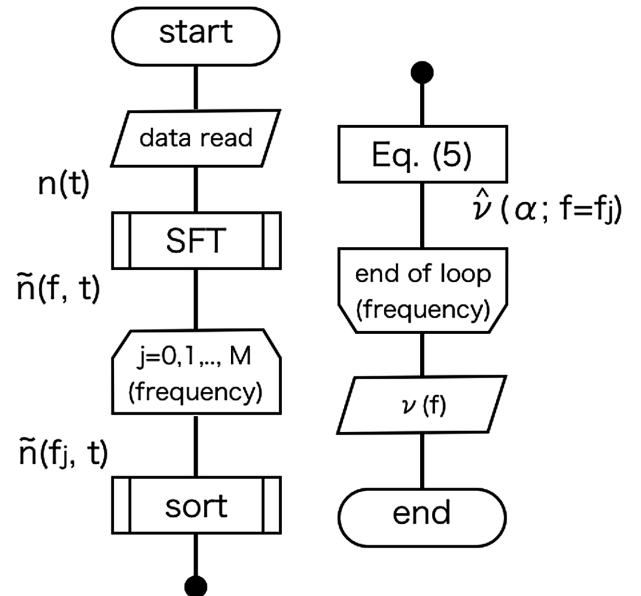 start
data read
n(t)
SFT
ñ(f, t)
j=0,1,.., M
(frequency)
ñ(fj, t)
sort
Eq. (5)
ν̂ (α; f=fj)
end of loop
(frequency)
ν (f)
end